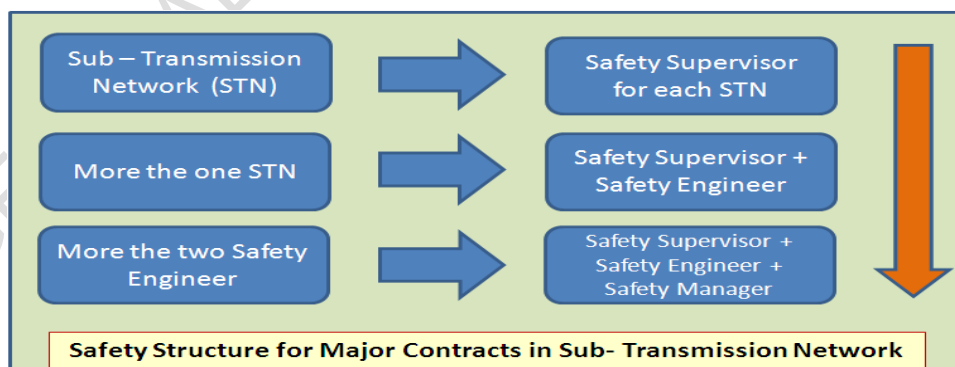 Sub – Transmission
Network (STN)
Safety Supervisor
for each STN
More the one STN
Safety Supervisor +
Safety Engineer
More the two Safety
Engineer
Safety Supervisor +
Safety Engineer +
Safety Manager
Safety Structure for Major Contracts in Sub- Transmission Network